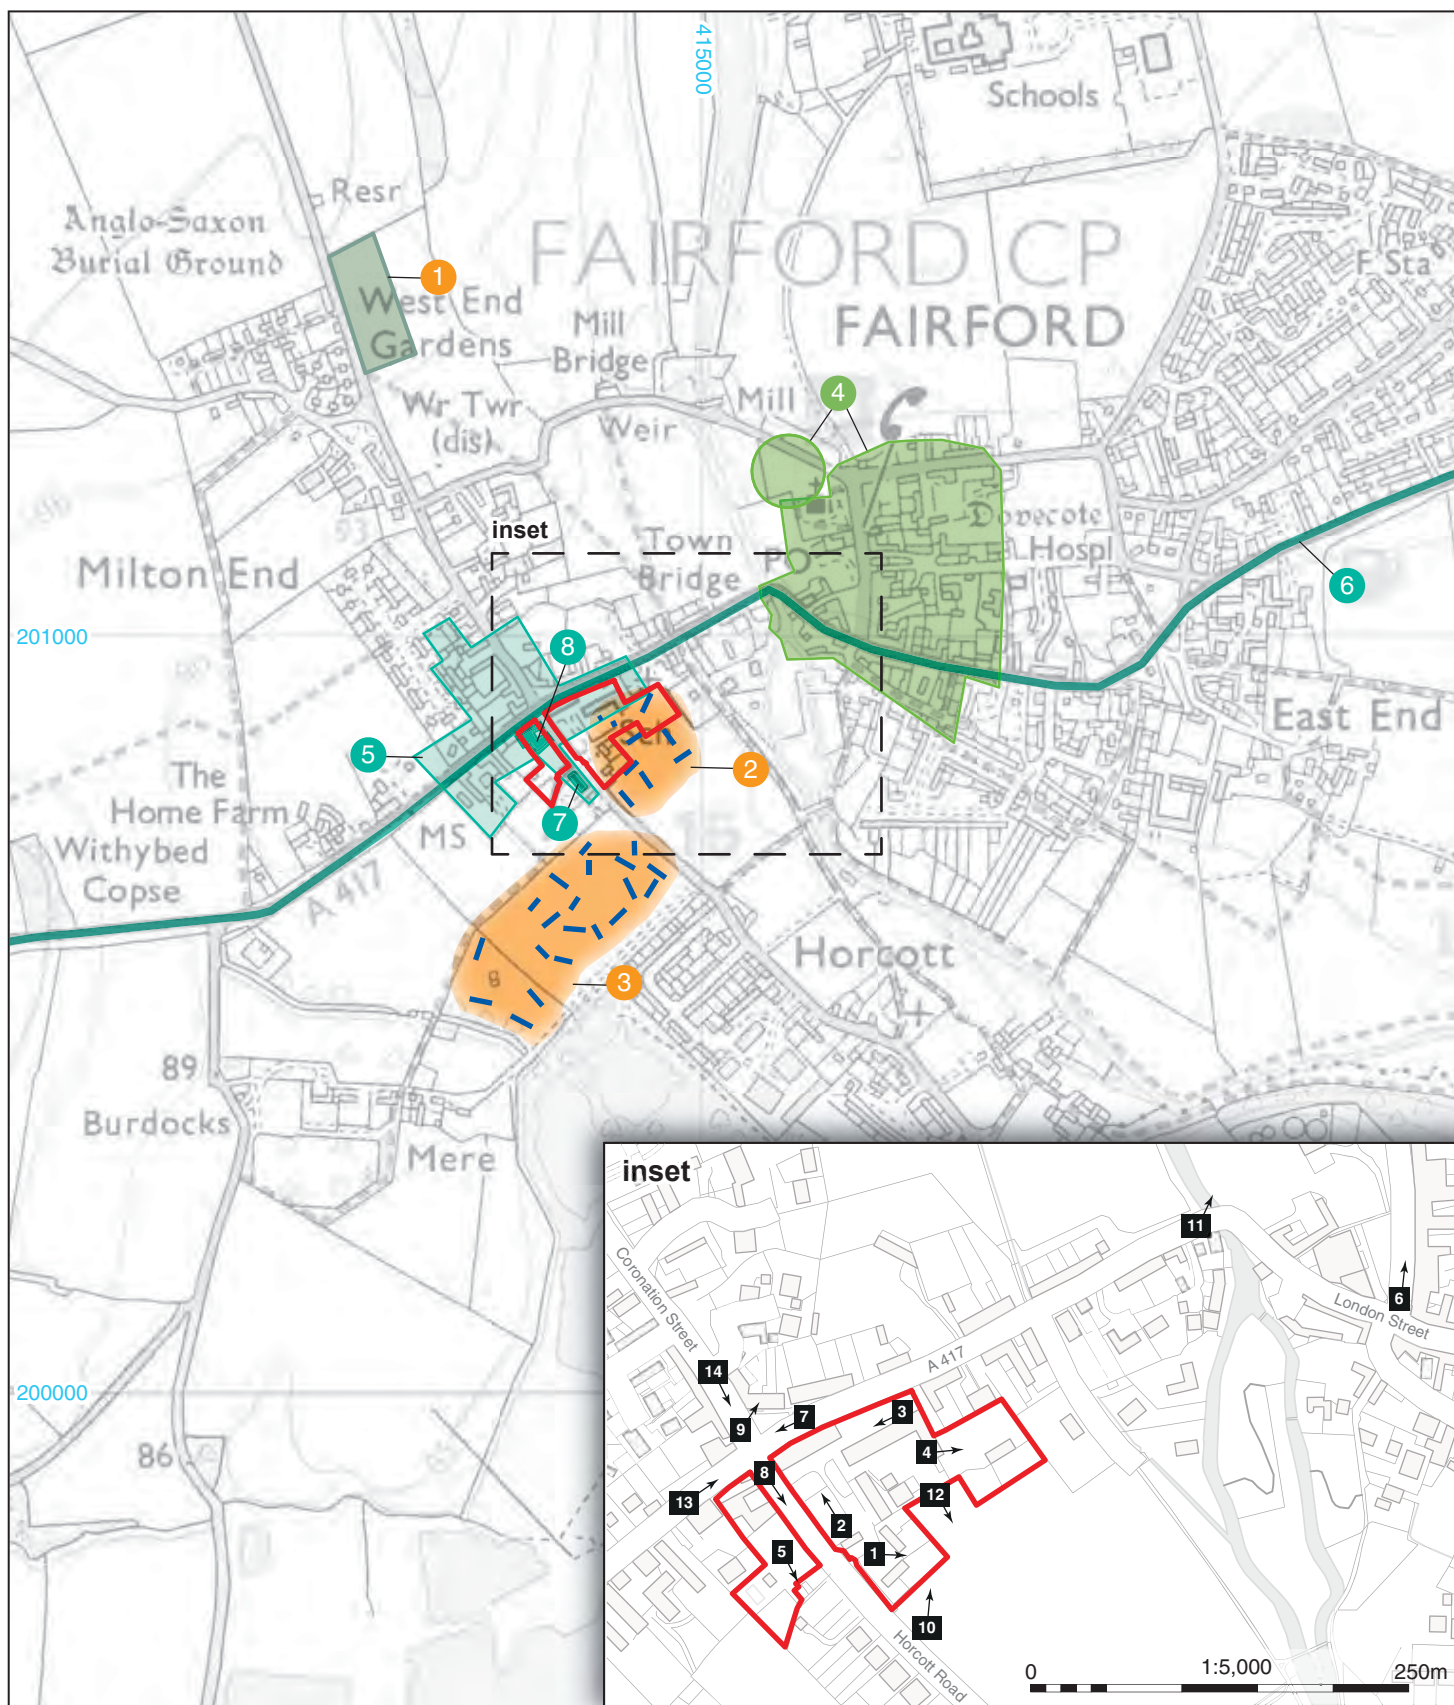 415000
Schools
Resr
Anglo-Saxon
Burial Ground
FAIRFORD CP
FAIRFORD
F Sta
1
West End
Gardens
Mill
Bridge
Mill
4
Wr Twr
(dis)
Weir
93
inset
Town
Bridge
PO
Dovecote
Hospl
Milton End
6
201000
8
5
Sch
2
East End
The
Home Farm
7
MS
Withybed
Copse
A 417
Horcott
3
89
Burdocks
Mere
200000
86
inset
11
Coronation Street
6
London Street
A 417
14
9
7
3
4
8
13
12
2
5
1
10
Horcott Road
0
1:5,000
250m